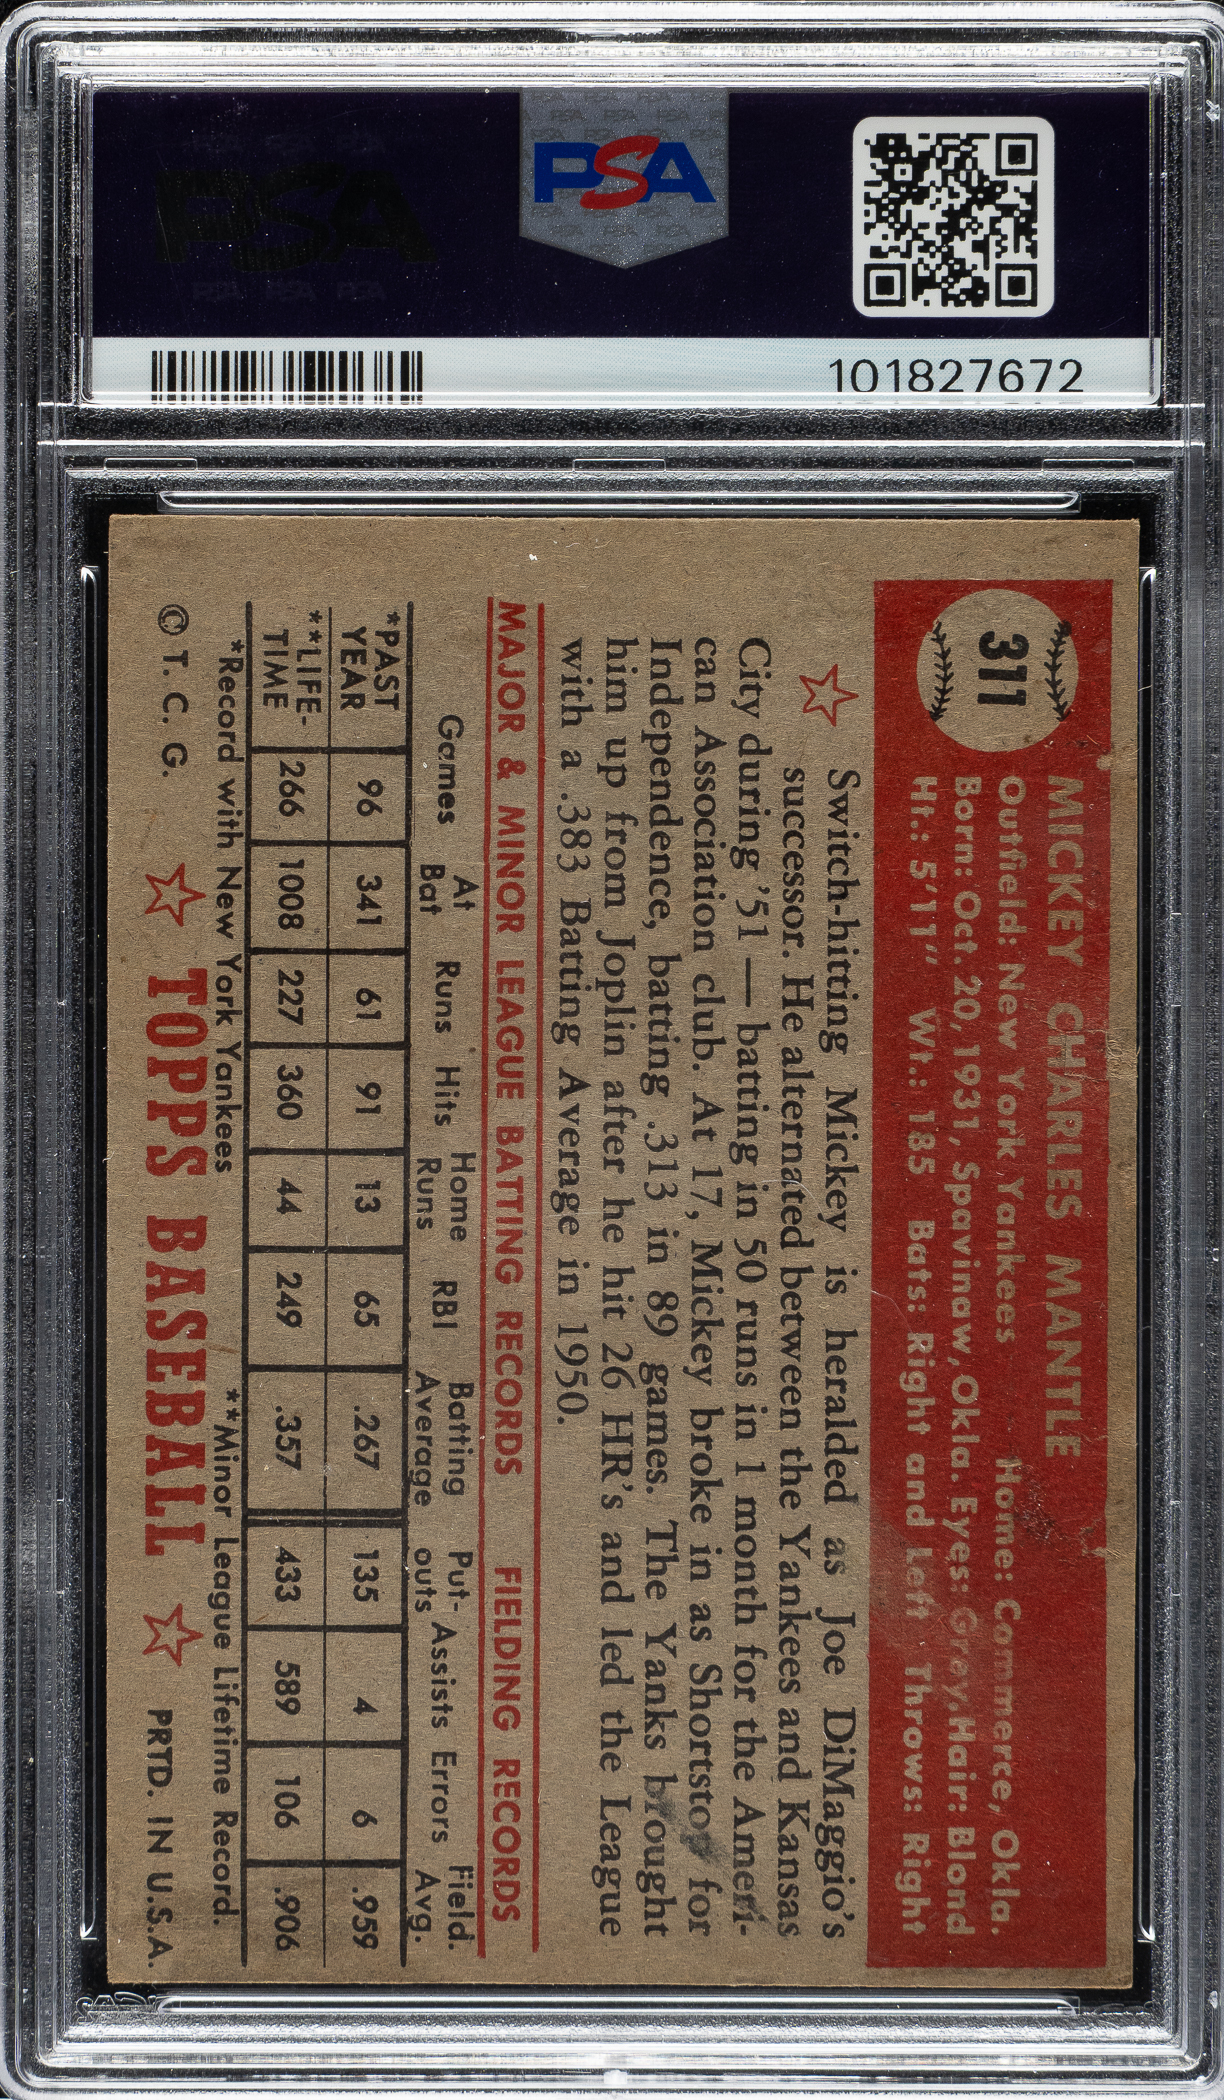 PSA
101827672
311
MICKEY CHARLES MANTLE
Outfield: New York Yankees Home: Commerce, Okla.
Born: Oct. 20, 1931, Spavinaw, Okla. Eyes: Grey, Hair: Blond
Ht.: 5'11" Wt.: 185 Bats: Right and Left Throws: Right
Switch-hitting Mickey is heralded as Joe DiMaggio's
successor. He alternated between the Yankees and Kansas
City during '51 — batting in 50 runs in 1 month for the Ameri-
can Association club. At 17, Mickey broke in as Shortstop for
Independence, batting .313 in 89 games. The Yanks brought
him up from Joplin after he hit 26 HR's and led the League
with a .383 Batting Average in 1950.
MAJOR & MINOR LEAGUE BATTING RECORDS FIELDING RECORDS
Games At Bat Runs Hits Home Runs RBI Batting Average Put-outs Assists Errors Field. Avg.
*PAST YEAR 96 341 61 91 13 65 .267 135 4 6 .959
**LIFE-TIME 266 1008 227 360 44 249 .357 433 589 106 .906
*Record with New York Yankees **Minor League Lifetime Record.
© T. C. G. TOPPS BASEBALL PRTD. IN U.S.A.